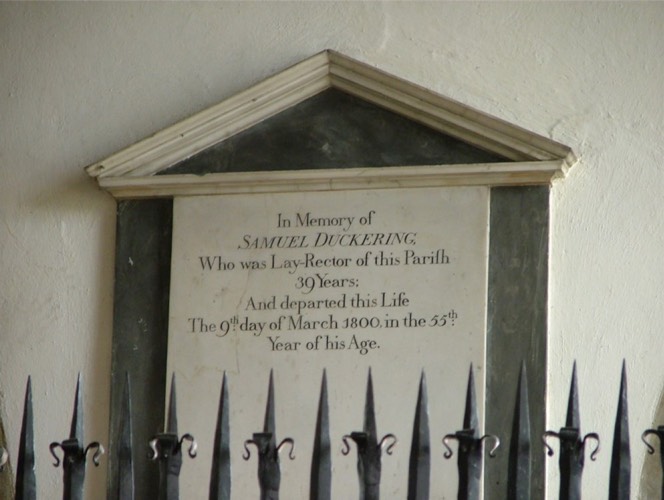 In Memory of
SAMUEL DUCKERING,
Who was Lay-Rector of this Pariſh
39 Years:
And departed this Life
The 9th day of March 1800. in the 55th
Year of his Age.